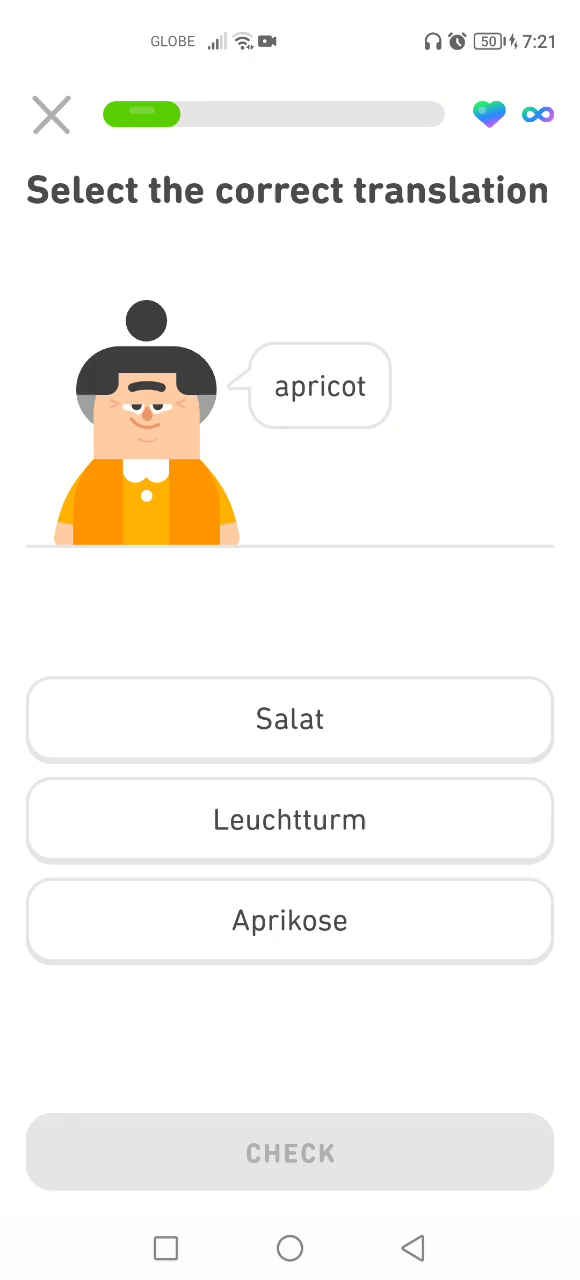 GLOBE 50 7:21
Select the correct translation
apricot
Salat
Leuchtturm
Aprikose
CHECK